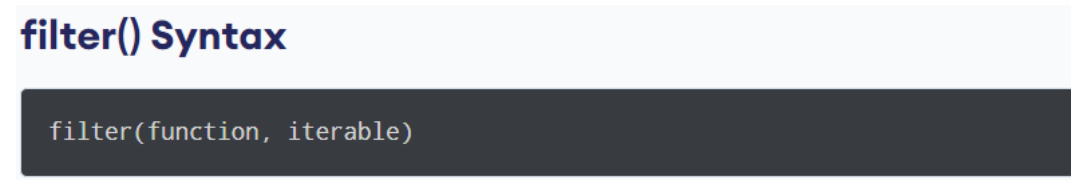 filter() Syntax
filter(function, iterable)